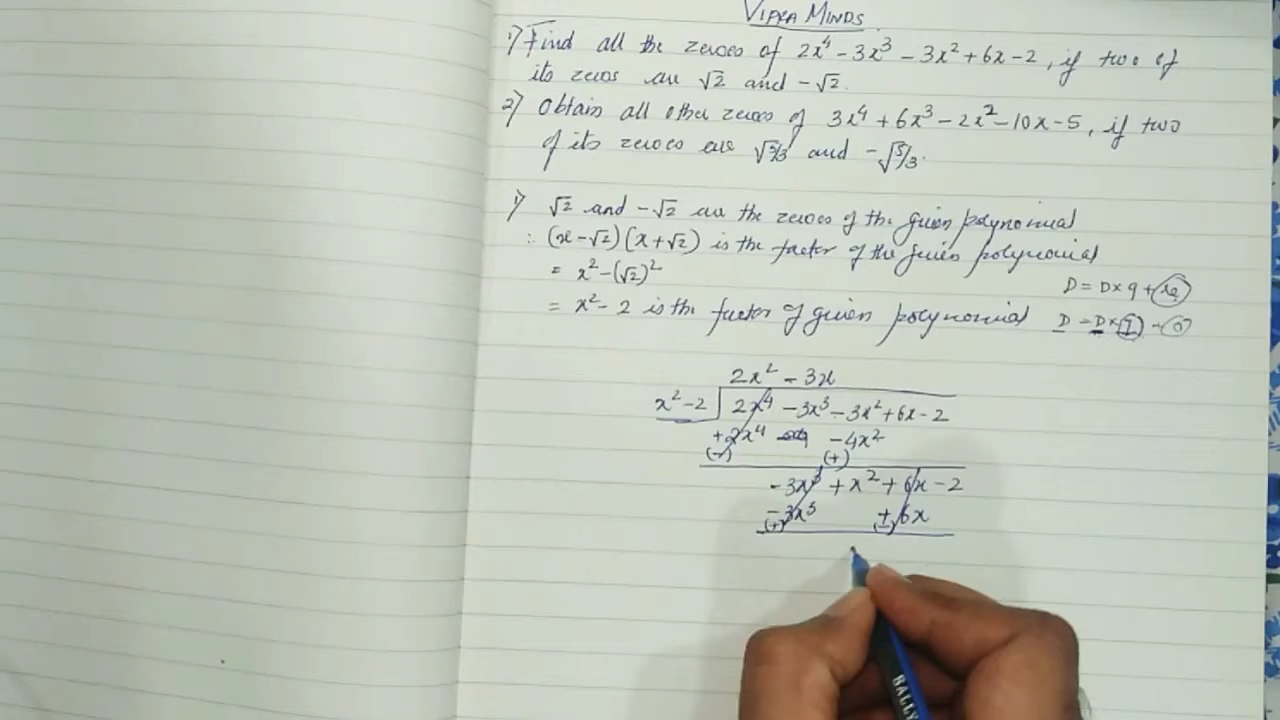 VIPRA MINDS
1) Find all the zeroes of 2x⁴ - 3x³ - 3x² + 6x - 2, if two of
its zeros are √2 and -√2.
2) Obtain all other zeroes of 3x⁴ + 6x³ - 2x² - 10x - 5, if two
of its zeroes are √5/3 and -√5/3.
1) √2 and -√2 are the zeroes of the given polynomial
∴ (x-√2)(x+√2) is the factor of the given polynomial
= x² - (√2)²
D = D × q + r
= x² - 2 is the factor of given polynomial
D = D × q - 0
2x² - 3x
x² - 2 2x⁴ - 3x³ - 3x² + 6x - 2
+2x⁴ - 4x²
(-) (+)
-3x³ + x² + 6x - 2
-3x³ + 6x
(+) (-)
BALLY